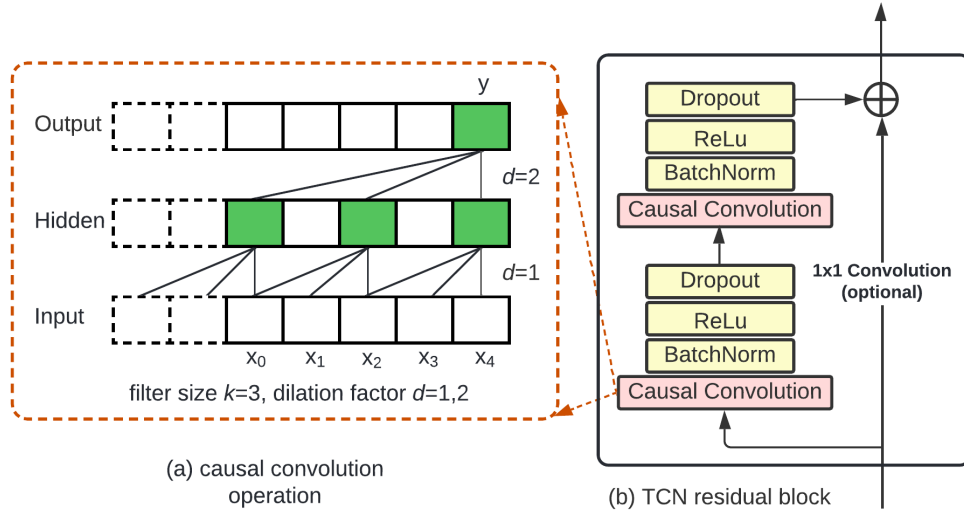 y
Output
d=2
Hidden
d=1
Input
x₀ x₁ x₂ x₃ x₄
filter size k=3, dilation factor d=1,2
(a) causal convolution
operation
Dropout
ReLu
BatchNorm
Causal Convolution
1x1 Convolution
(optional)
Dropout
ReLu
BatchNorm
Causal Convolution
(b) TCN residual block